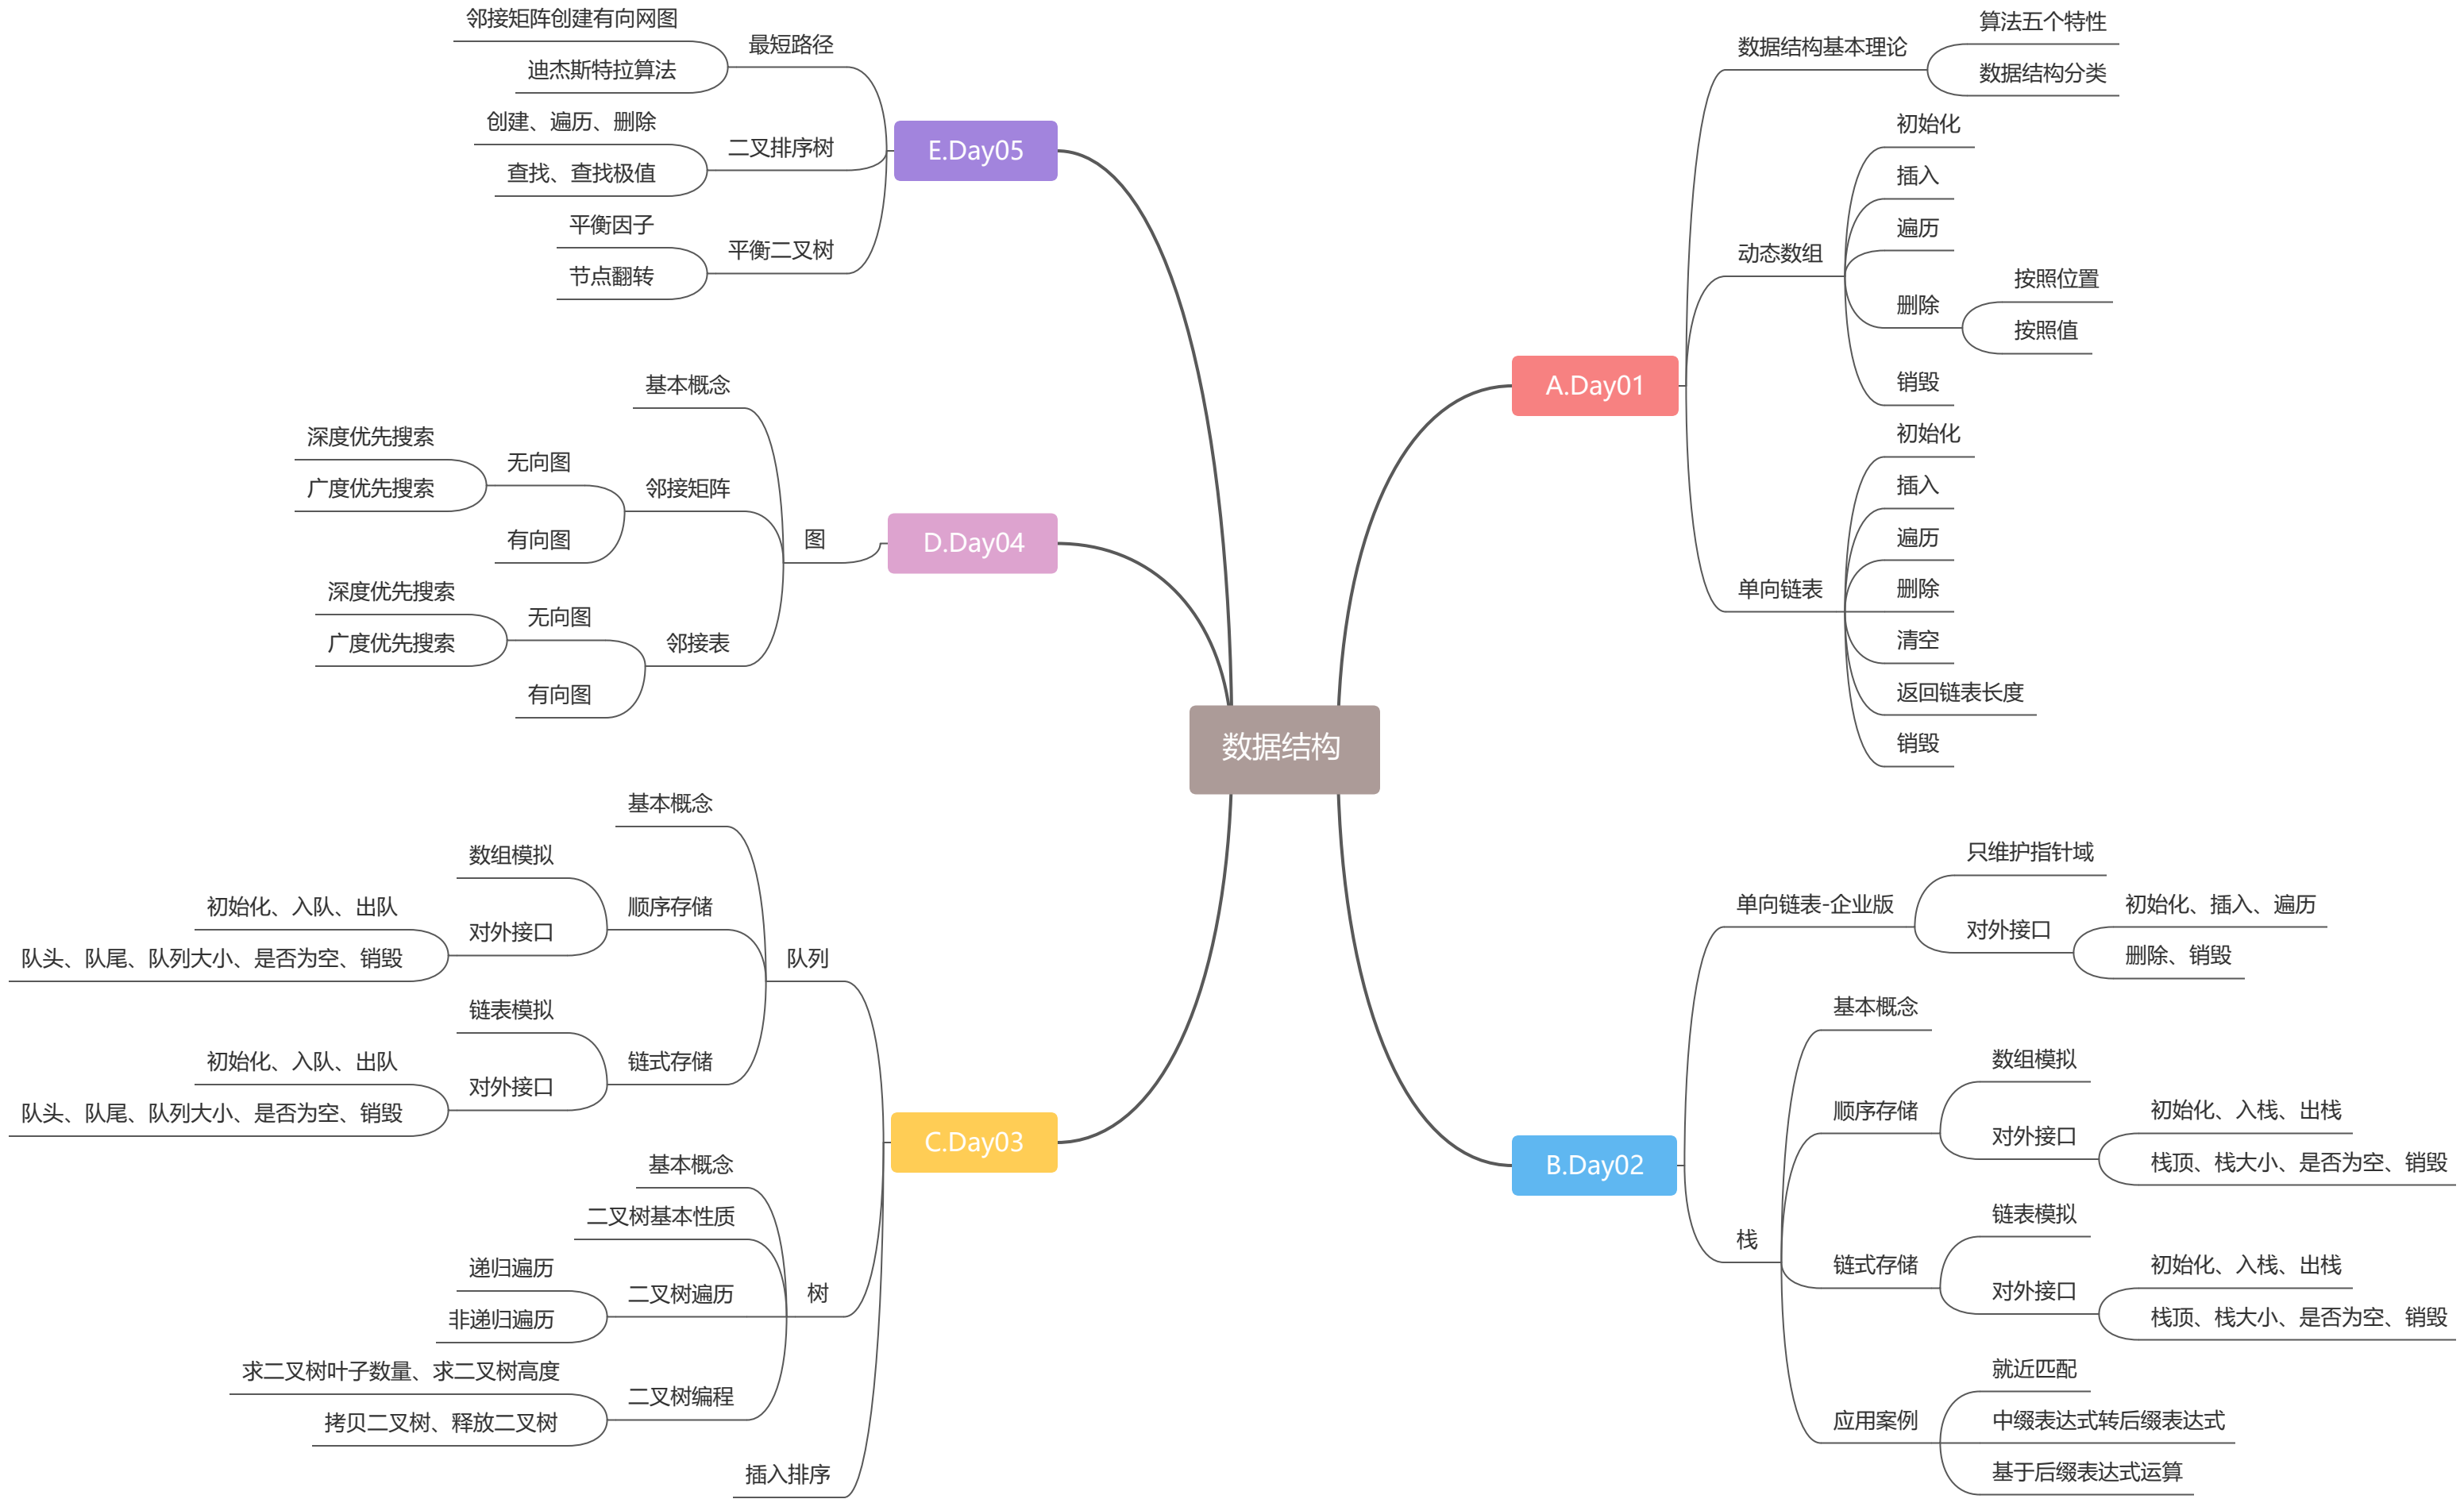 数据结构
A.Day01
数据结构基本理论
算法五个特性
数据结构分类
动态数组
初始化
插入
遍历
删除
按照位置
按照值
销毁
单向链表
初始化
插入
遍历
删除
清空
返回链表长度
销毁
B.Day02
单向链表-企业版
只维护指针域
对外接口
初始化、插入、遍历
删除、销毁
栈
基本概念
顺序存储
数组模拟
对外接口
初始化、入栈、出栈
栈顶、栈大小、是否为空、销毁
链式存储
链表模拟
对外接口
初始化、入栈、出栈
栈顶、栈大小、是否为空、销毁
应用案例
就近匹配
中缀表达式转后缀表达式
基于后缀表达式运算
C.Day03
队列
基本概念
顺序存储
数组模拟
对外接口
初始化、入队、出队
队头、队尾、队列大小、是否为空、销毁
链式存储
链表模拟
对外接口
初始化、入队、出队
队头、队尾、队列大小、是否为空、销毁
树
基本概念
二叉树基本性质
二叉树遍历
递归遍历
非递归遍历
二叉树编程
求二叉树叶子数量、求二叉树高度
拷贝二叉树、释放二叉树
插入排序
D.Day04
图
基本概念
邻接矩阵
无向图
深度优先搜索
广度优先搜索
有向图
邻接表
无向图
深度优先搜索
广度优先搜索
有向图
E.Day05
最短路径
邻接矩阵创建有向网图
迪杰斯特拉算法
二叉排序树
创建、遍历、删除
查找、查找极值
平衡二叉树
平衡因子
节点翻转